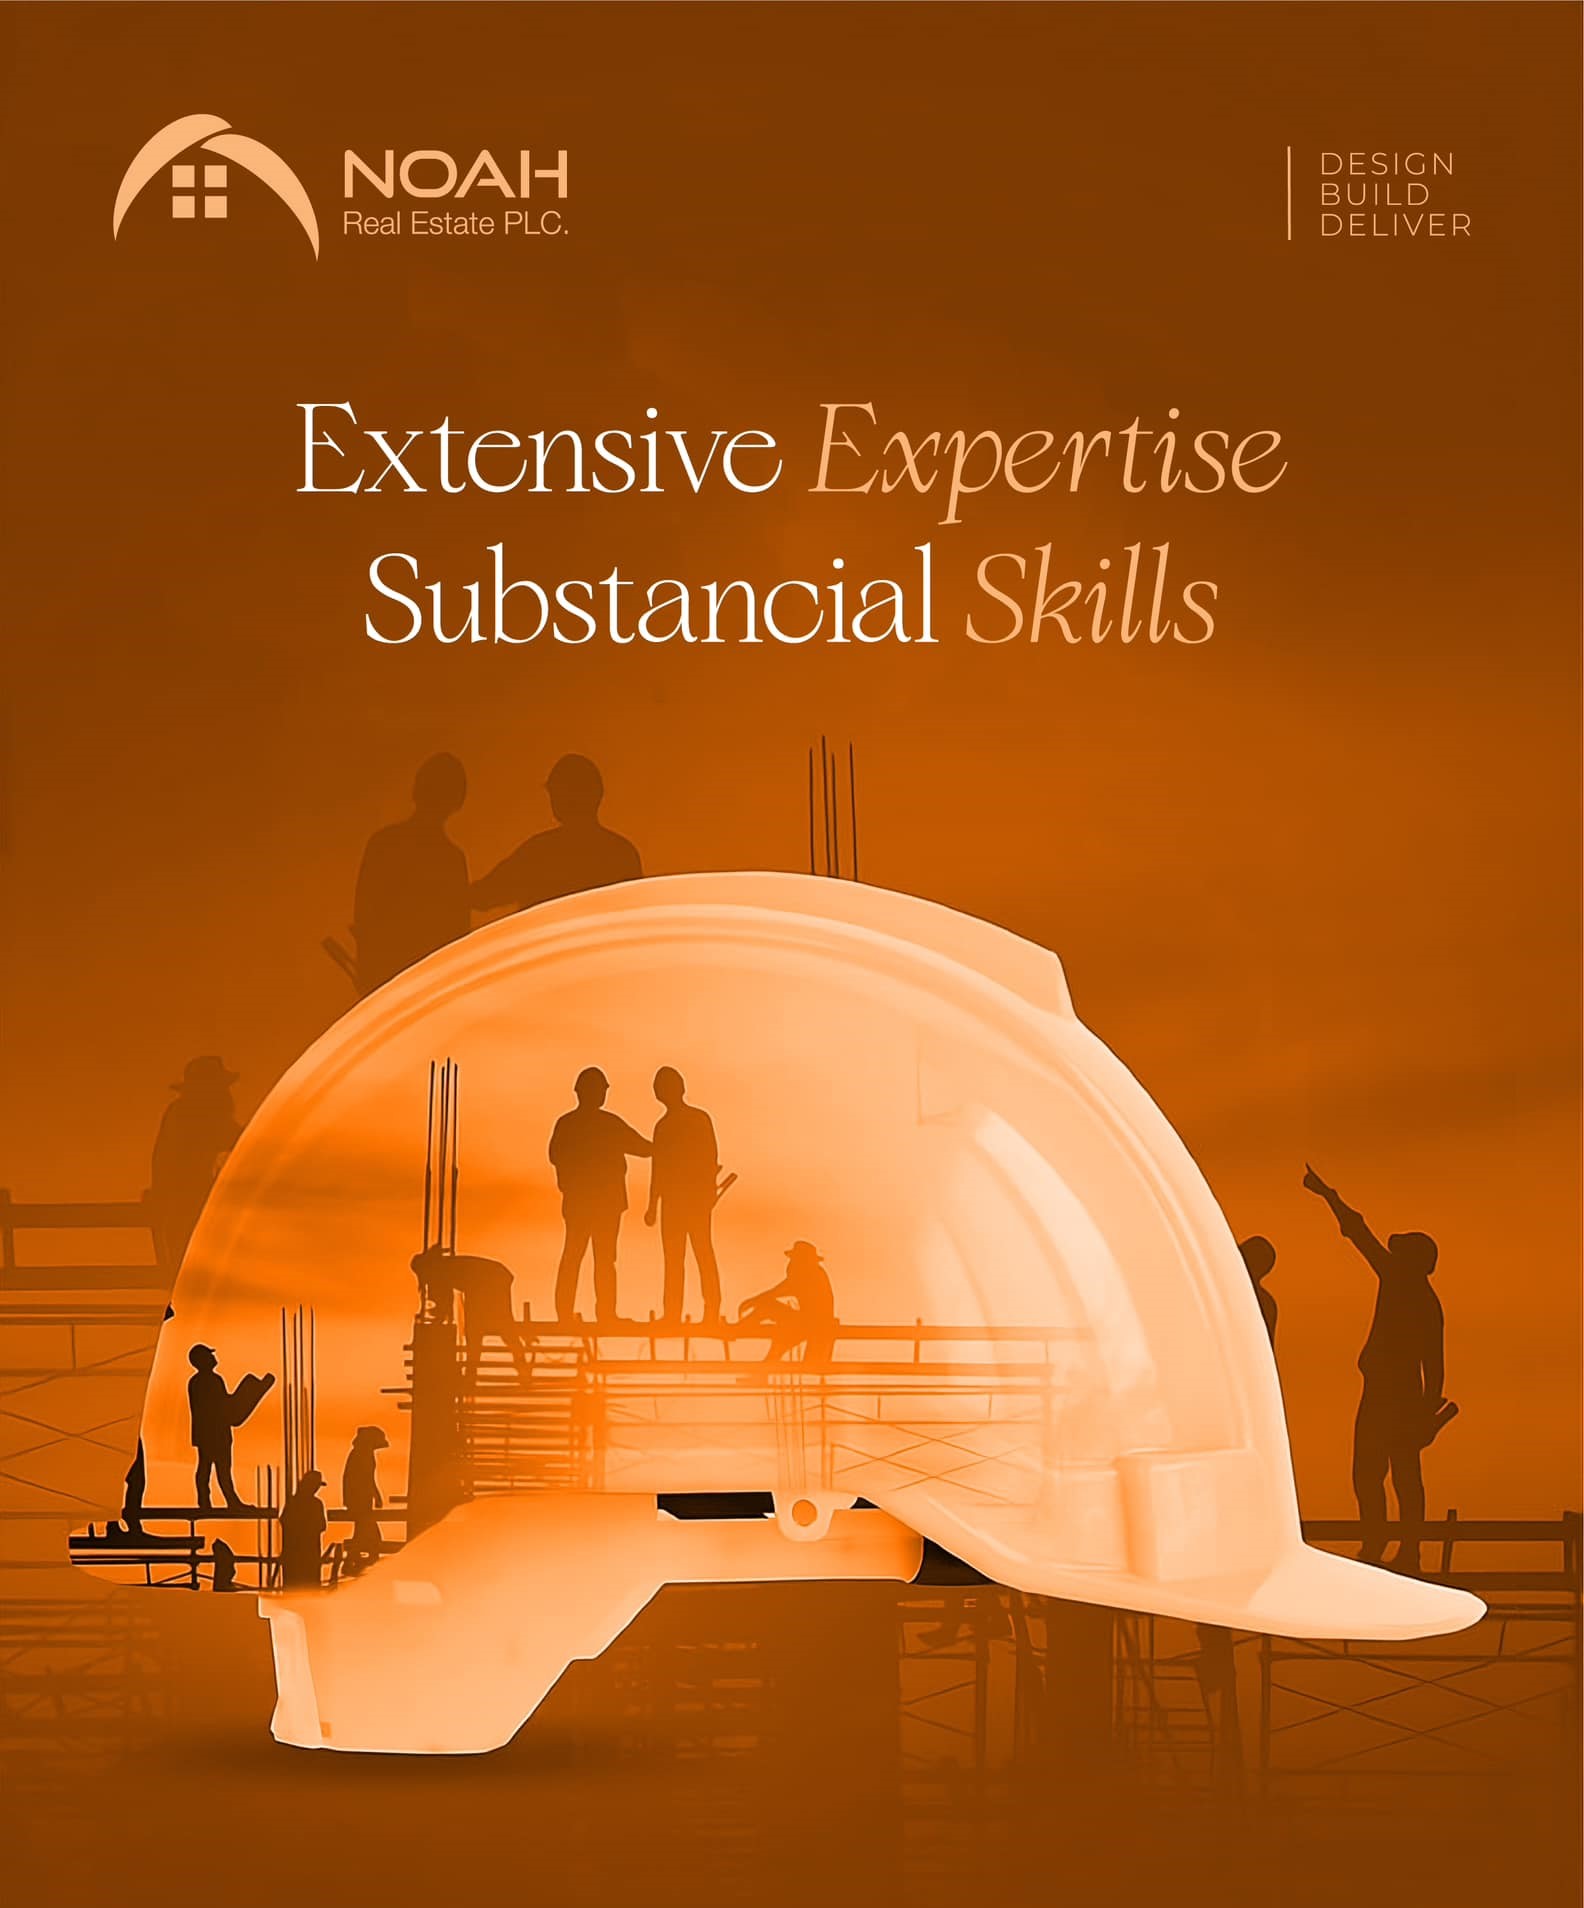 NOAH
Real Estate PLC.
DESIGN
BUILD
DELIVER
Extensive Expertise
Substancial Skills